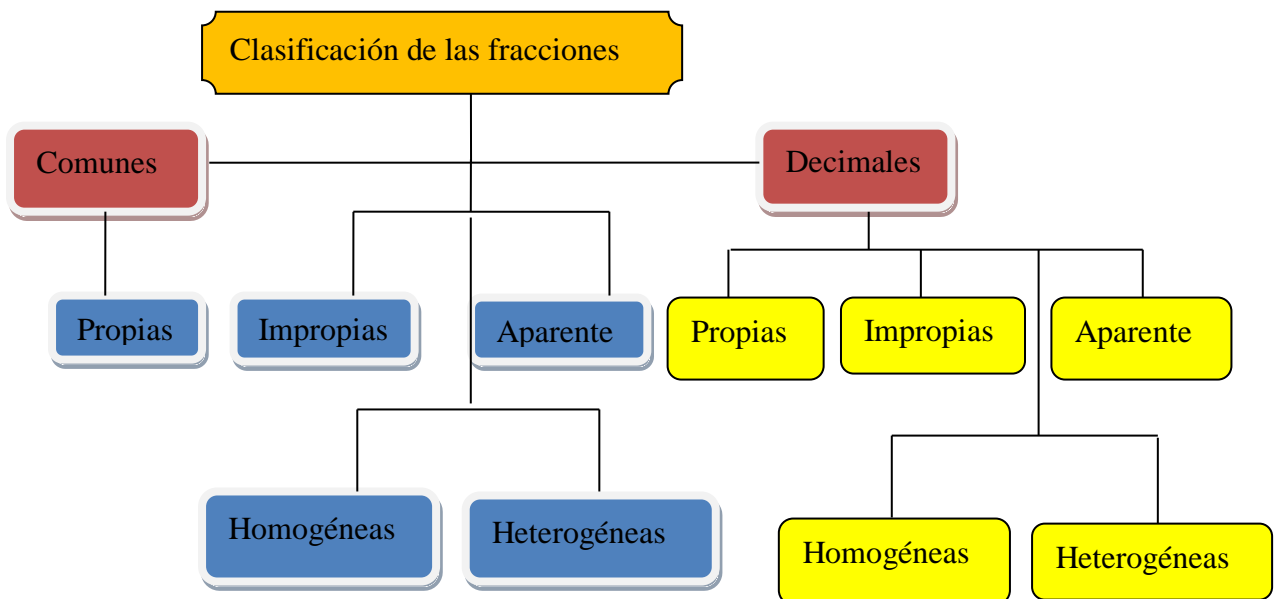 Clasificación de las fracciones
Comunes
Decimales
Propias
Impropias
Aparente
Propias
Impropias
Aparente
Homogéneas
Heterogéneas
Homogéneas
Heterogéneas